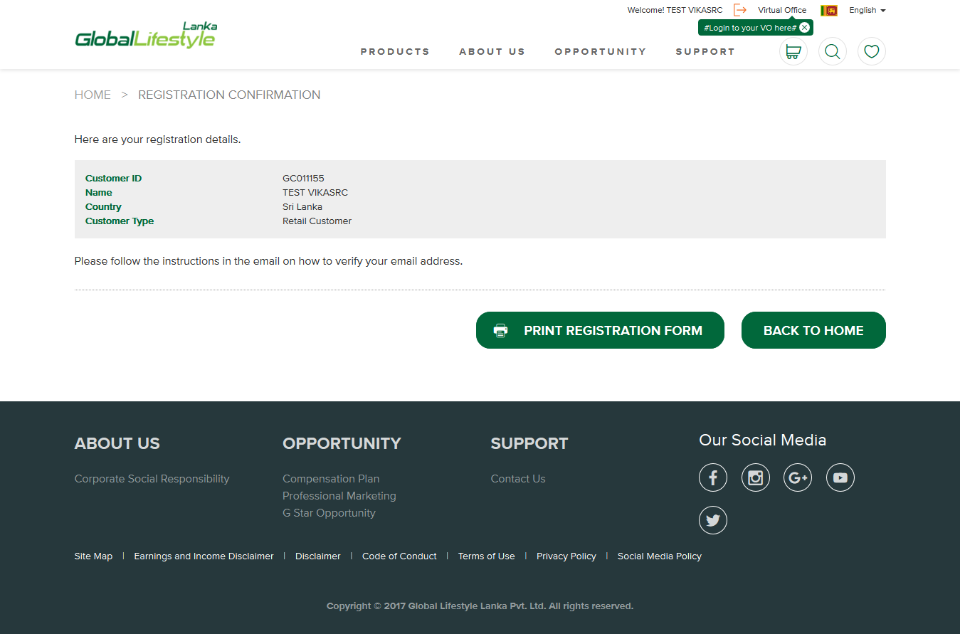 Welcome! TEST VIKASRC Virtual Office English
#Login to your VO here#
Lanka
GlobalLifestyle
PRODUCTS ABOUT US OPPORTUNITY SUPPORT
HOME > REGISTRATION CONFIRMATION
Here are your registration details.
Customer ID GC011155
Name TEST VIKASRC
Country Sri Lanka
Customer Type Retail Customer
Please follow the instructions in the email on how to verify your email address.
PRINT REGISTRATION FORM BACK TO HOME
ABOUT US OPPORTUNITY SUPPORT Our Social Media
Corporate Social Responsibility Compensation Plan Contact Us
Professional Marketing
G Star Opportunity
Site Map | Earnings and Income Disclaimer | Disclaimer | Code of Conduct | Terms of Use | Privacy Policy | Social Media Policy
Copyright © 2017 Global Lifestyle Lanka Pvt. Ltd. All rights reserved.